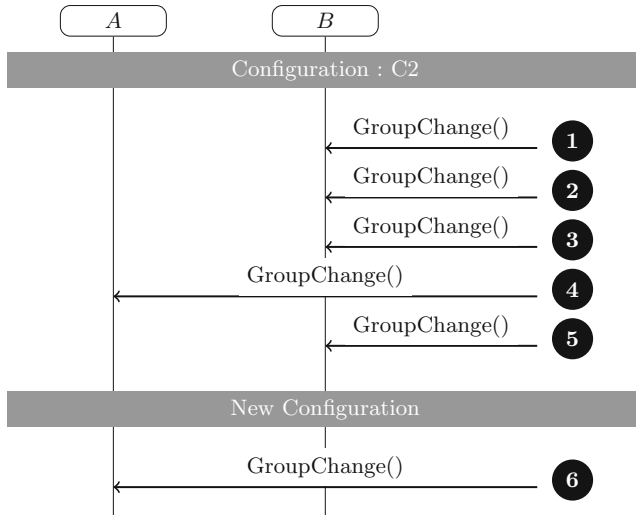 A B
Configuration : C2
GroupChange() 1
GroupChange() 2
GroupChange() 3
GroupChange() 4
GroupChange() 5
New Configuration
GroupChange() 6